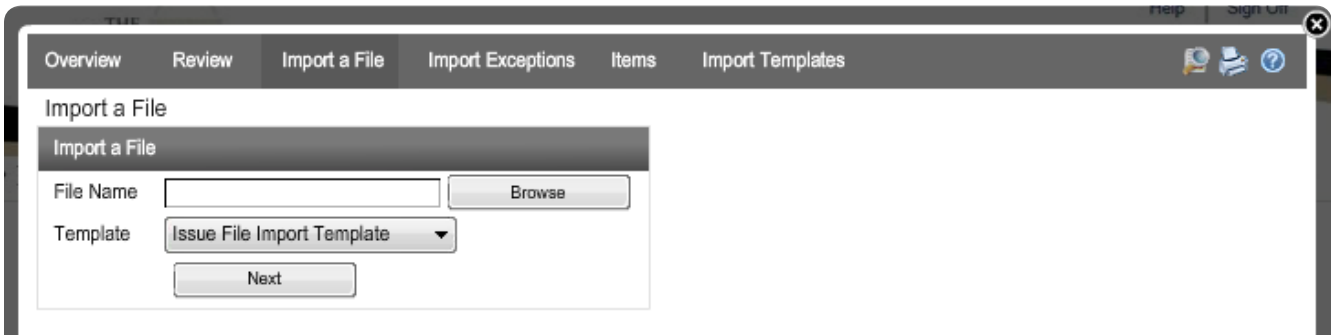 Help | Sign Off
THE
Overview Review Import a File Import Exceptions Items Import Templates
Import a File
Import a File
File Name Browse
Template Issue File Import Template
Next